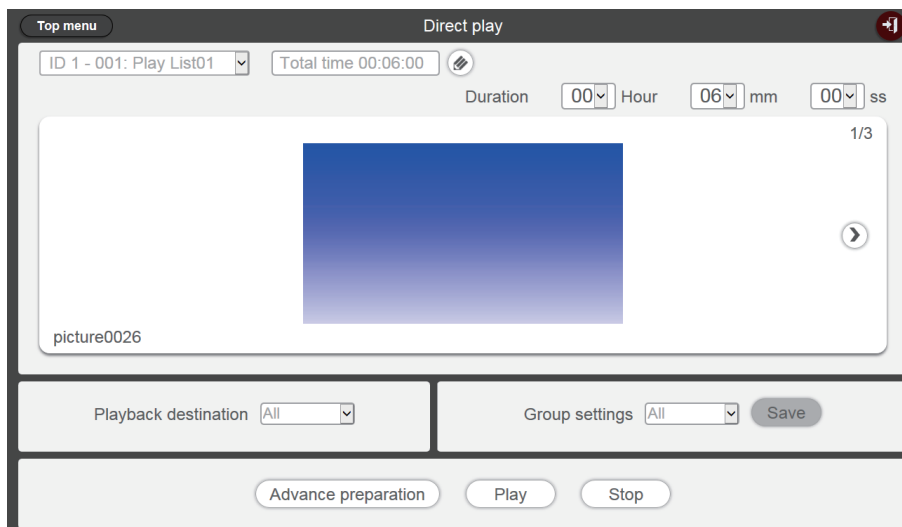 Top menu Direct play
ID 1 - 001: Play List01 Total time 00:06:00
Duration 00 Hour 06 mm 00 ss
1/3
picture0026
Playback destination All Group settings All Save
Advance preparation Play Stop